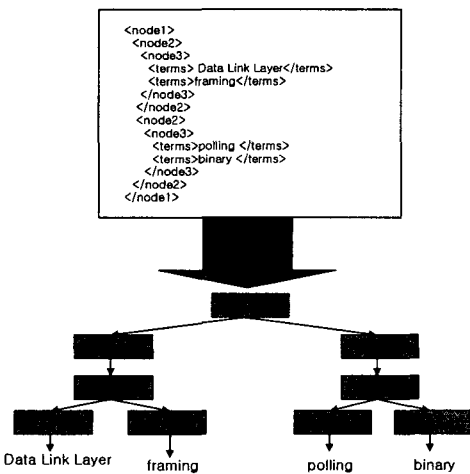 <node1>
<node2>
<node3>
<terms> Data Link Layer</terms>
<terms>framing</terms>
</node3>
</node2>
<node2>
<node3>
<terms>polling </terms>
<terms>binary </terms>
</node3>
</node2>
</node1>
Data Link Layer framing polling binary